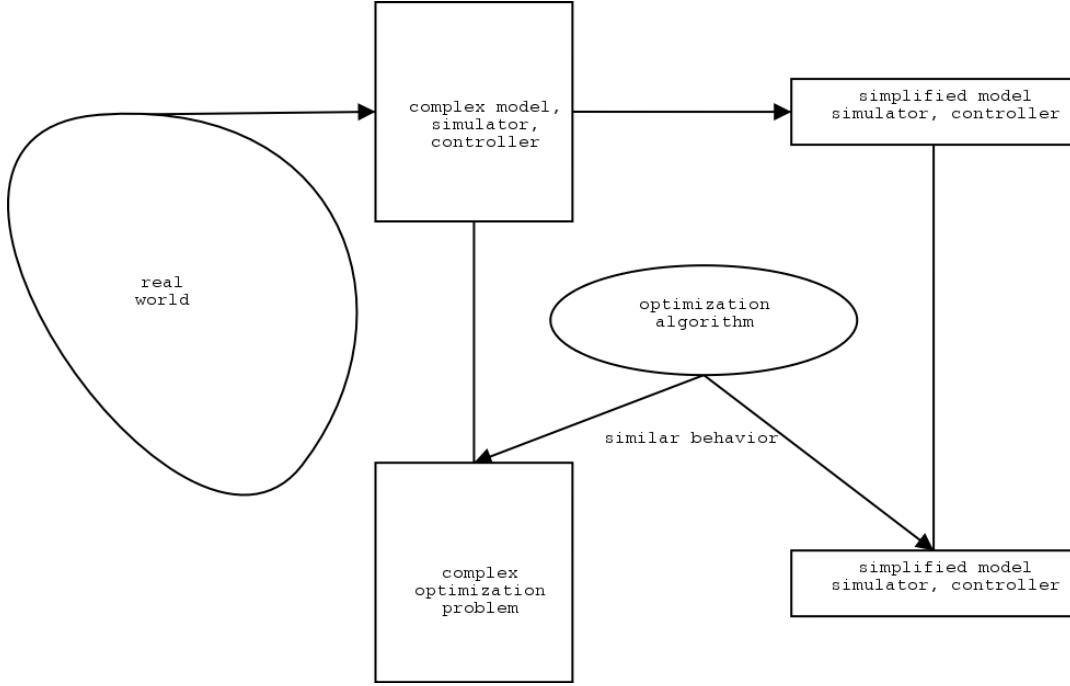 complex model,
simulator,
controller
simplified model
simulator, controller
real
world
optimization
algorithm
similar behavior
complex
optimization
problem
simplified model
simulator, controller